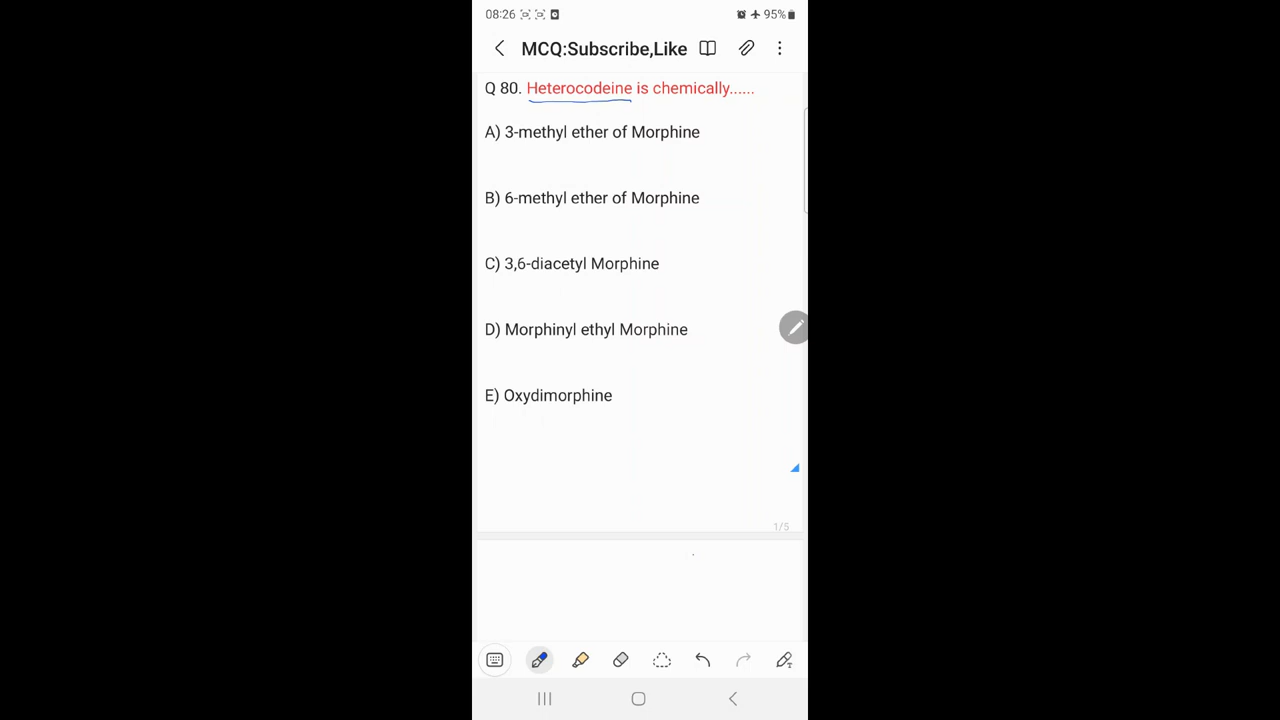 08:26
95%
MCQ:Subscribe,Like
Q 80. Heterocodeine is chemically......
A) 3-methyl ether of Morphine
B) 6-methyl ether of Morphine
C) 3,6-diacetyl Morphine
D) Morphinyl ethyl Morphine
E) Oxydimorphine
1/5